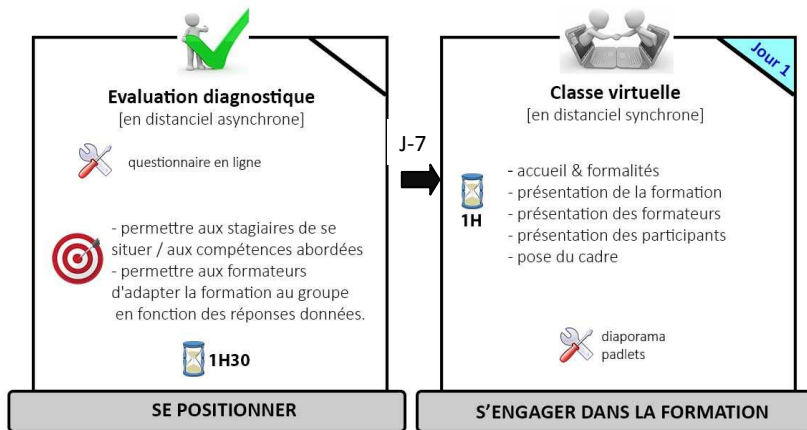 Evaluation diagnostique
[en distanciel asynchrone]
questionnaire en ligne
- permettre aux stagiaires de se
situer / aux compétences abordées
- permettre aux formateurs
d'adapter la formation au groupe
en fonction des réponses données.
1H30
SE POSITIONNER
J-7
Jour 1
Classe virtuelle
[en distanciel synchrone]
1H
- accueil & formalités
- présentation de la formation
- présentation des formateurs
- présentation des participants
- pose du cadre
diaporama
padlets
S’ENGAGER DANS LA FORMATION